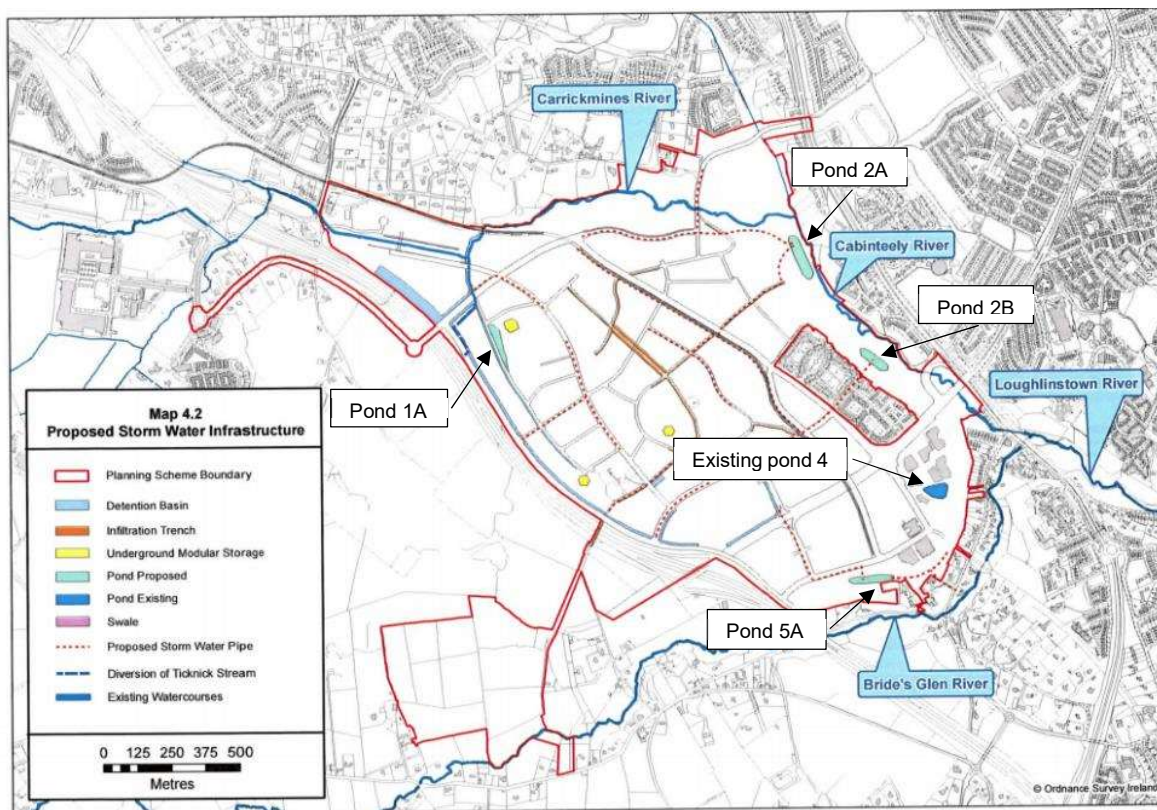 Carrickmines River
Pond 2A
Cabinteely River
Pond 2B
Loughlinstown River
Pond 1A
Existing pond 4
Pond 5A
Bride's Glen River
Map 4.2
Proposed Storm Water Infrastructure
Planning Scheme Boundary
Detention Basin
Infiltration Trench
Underground Modular Storage
Pond Proposed
Pond Existing
Swale
Proposed Storm Water Pipe
Diversion of Ticknick Stream
Existing Watercourses
0 125 250 375 500
Metres
© Ordnance Survey Ireland